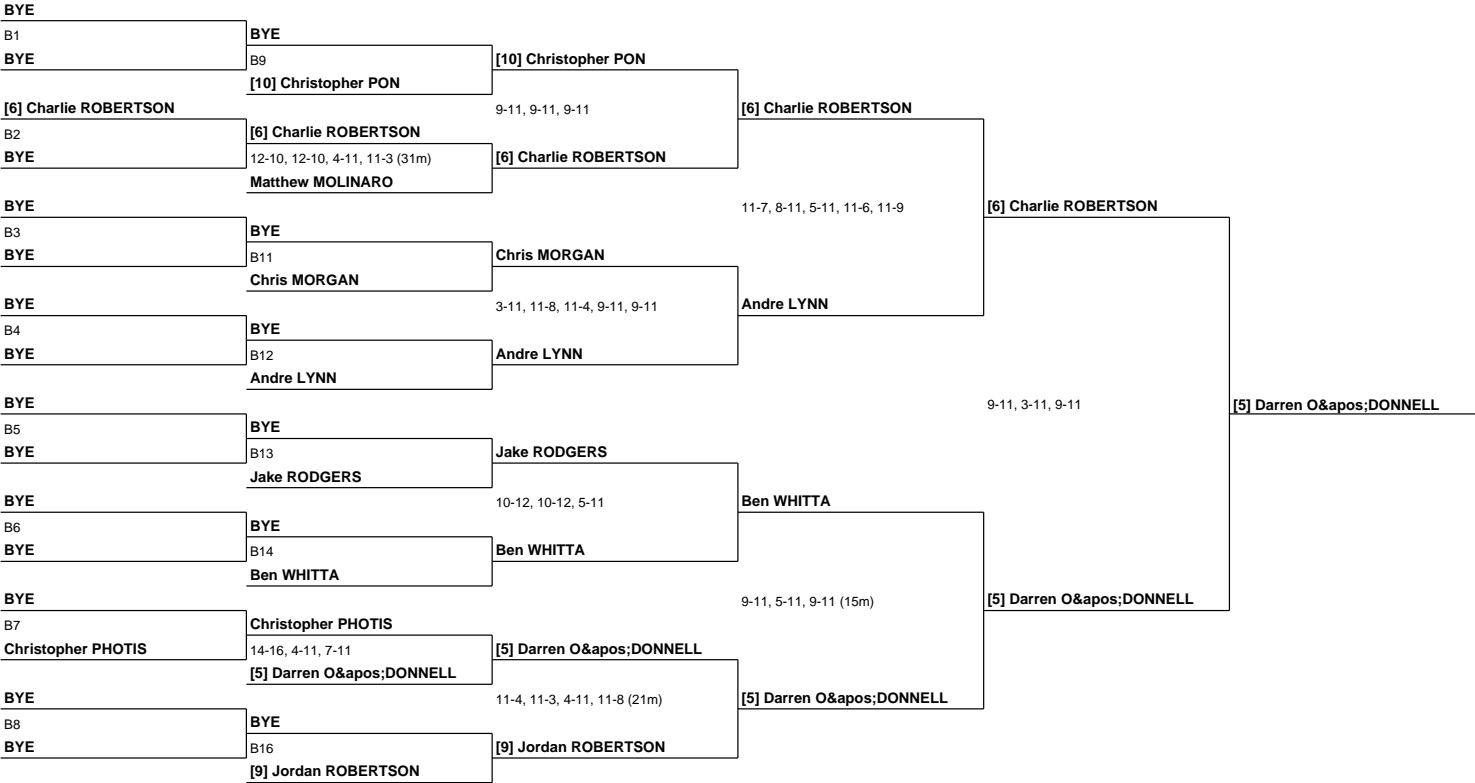 BYE
B1
BYE
[6] Charlie ROBERTSON
B2
BYE
BYE
B3
BYE
BYE
B4
BYE
BYE
B5
BYE
BYE
B6
BYE
BYE
B7
Christopher PHOTIS
BYE
B8
BYE
BYE
B9
[10] Christopher PON
[6] Charlie ROBERTSON
12-10, 12-10, 4-11, 11-3 (31m)
Matthew MOLINARO
BYE
B11
Chris MORGAN
BYE
B12
Andre LYNN
BYE
B13
Jake RODGERS
BYE
B14
Ben WHITTA
Christopher PHOTIS
14-16, 4-11, 7-11
[5] Darren O&apos;DONNELL
BYE
B16
[9] Jordan ROBERTSON
[10] Christopher PON
9-11, 9-11, 9-11
[6] Charlie ROBERTSON
Chris MORGAN
3-11, 11-8, 11-4, 9-11, 9-11
Andre LYNN
Jake RODGERS
10-12, 10-12, 5-11
Ben WHITTA
[5] Darren O&apos;DONNELL
11-4, 11-3, 4-11, 11-8 (21m)
[9] Jordan ROBERTSON
[6] Charlie ROBERTSON
11-7, 8-11, 5-11, 11-6, 11-9
Andre LYNN
Ben WHITTA
9-11, 5-11, 9-11 (15m)
[5] Darren O&apos;DONNELL
[6] Charlie ROBERTSON
9-11, 3-11, 9-11
[5] Darren O&apos;DONNELL
[5] Darren O&apos;DONNELL